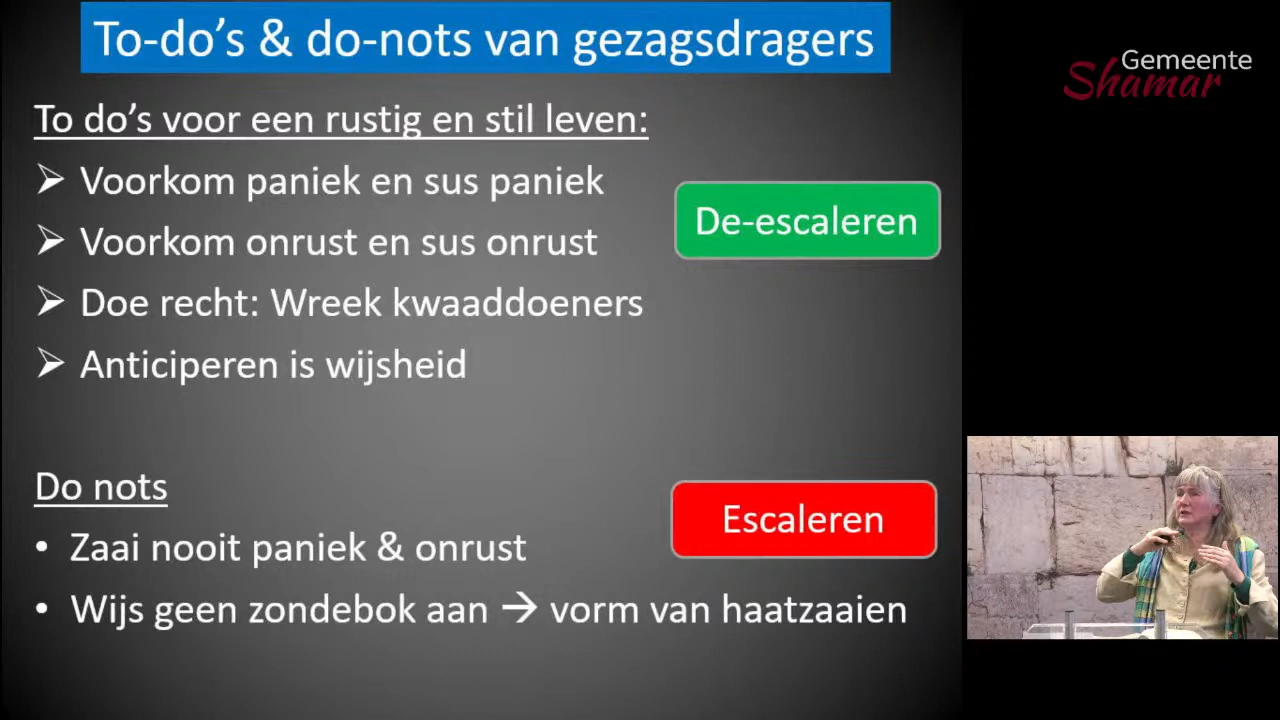 To-do's & do-nots van gezagsdragers
Gemeente
Shamar
To do's voor een rustig en stil leven:
➢ Voorkom paniek en sus paniek
➢ Voorkom onrust en sus onrust
De-escaleren
➢ Doe recht: Wreek kwaaddoeners
➢ Anticiperen is wijsheid
Do nots
Escaleren
• Zaai nooit paniek & onrust
• Wijs geen zondebok aan → vorm van haatzaaien